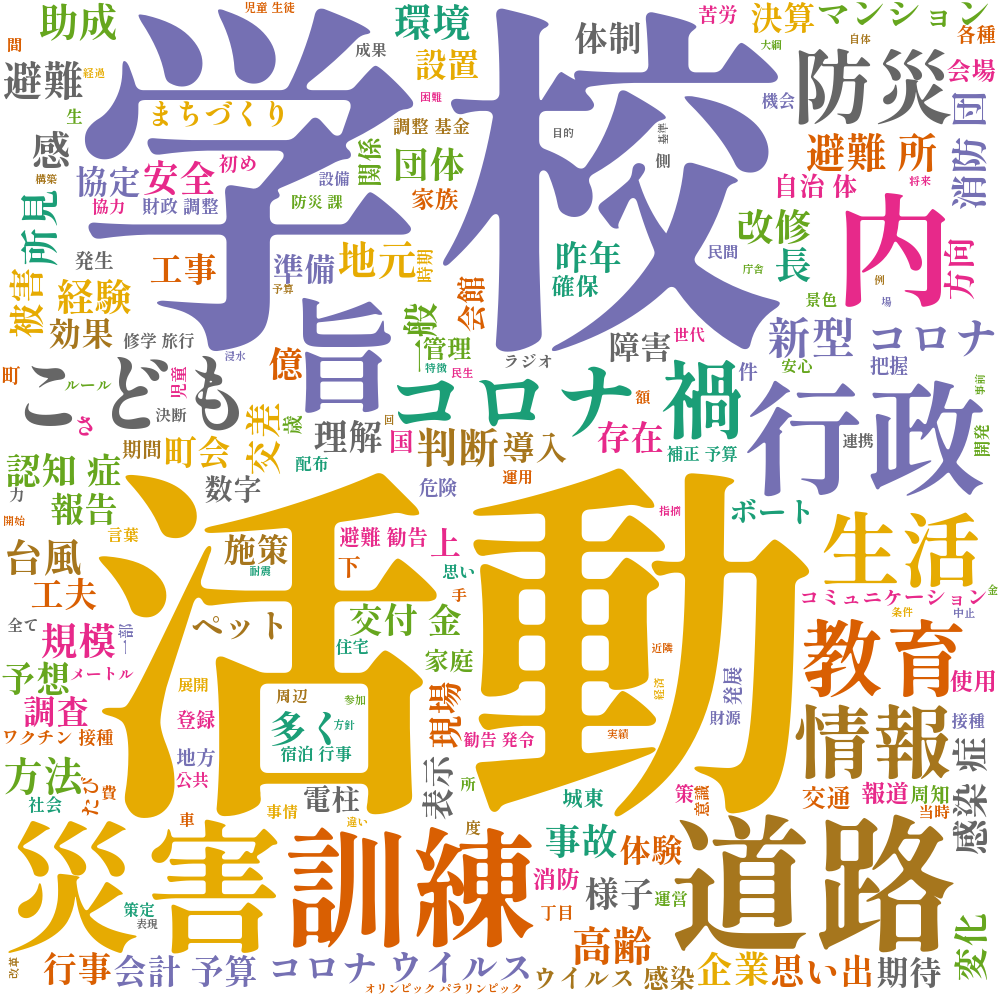 児童 生徒
苦労
助成
環境
決算
マンション
間
成果
体制
大綱
自体
各種
避難
経過
設置
防災
会場
学校
困難
機会
団
生
まちづくり
調整 基金
目的
基準
感
初め
関係
団体
側
避難 所
消防
構築
協定
安全
設備
自治 体
将来
協力
財政 調整
防災 課
家族
所見
改修
内
発生
工事
準備
地元
時期
昨年
民間
長
方向
被害
経験
予算
確保
庁舎
例
景色
場
効果
修学 旅行
浸水
旨
般
会館
障害
世代
新型 コロナ
一
管理
ラジオ
町
ルール
児童
億
特徴
民生
件
安心
把握
事前
こども
決断
コロナ
禍
額
行政
さ
交差
歳
理解
回
国
判断
導入
存在
連携
開発
期間
町会
配布
補正 予算
認知 症
数字
運用
力
報告
危険
開始
言葉
活動
指摘
ボート
台風
施策
避難 勧告
上
生活
耐震
下
思い
工夫
手
コミュニケーション
金
全て
規模
一部
ペット
交付 金
条件
中止
住宅
近隣
教育
予想
メートル
家庭
展開
周辺
参加
経済
発展
使用
調査
登録
多く
方針
現場
財源
情報
接種
ワクチン 接種
地方
宿泊 行事
勧告 発令
実績
方法
公共
表示
所
感染 症
社会
たび
費
電柱
城東
策
意識
交通
報道
周知
車
事情
違い
度
当時
災害
訓練
事故
体験
道路
消防
様子
運営
策定
表現
丁目
高齢
変化
改革
行事
会計 予算
コロナ ウイルス
ウイルス 感染
企業
思い出
期待
オリンピック パラリンピック